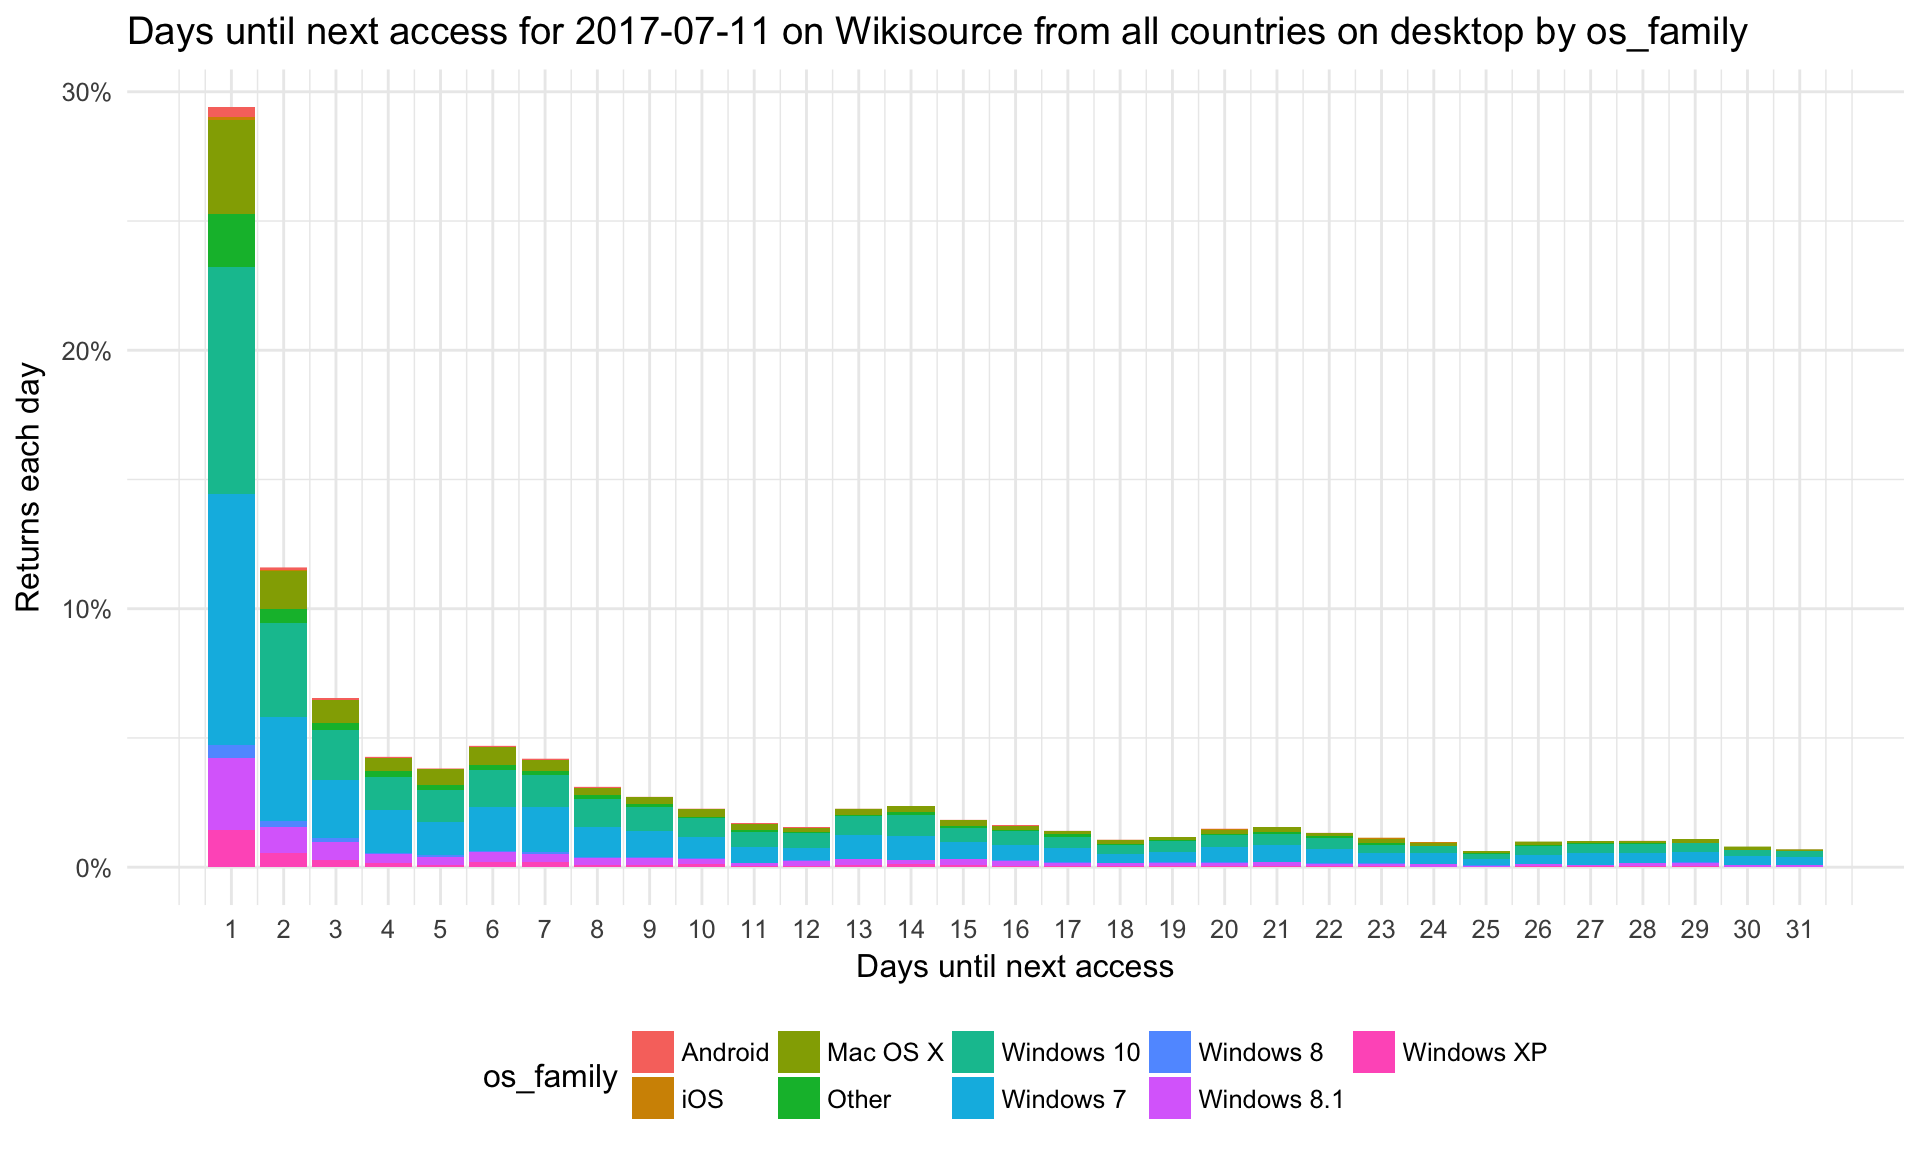 Days until next access for 2017-07-11 on Wikisource from all countries on desktop by os_family
Returns each day
30%
20%
10%
0%
1 2 3 4 5 6 7 8 9 10 11 12 13 14 15 16 17 18 19 20 21 22 23 24 25 26 27 28 29 30 31
Days until next access
os_family
Android Mac OS X Windows 10 Windows 8 Windows XP
iOS Other Windows 7 Windows 8.1